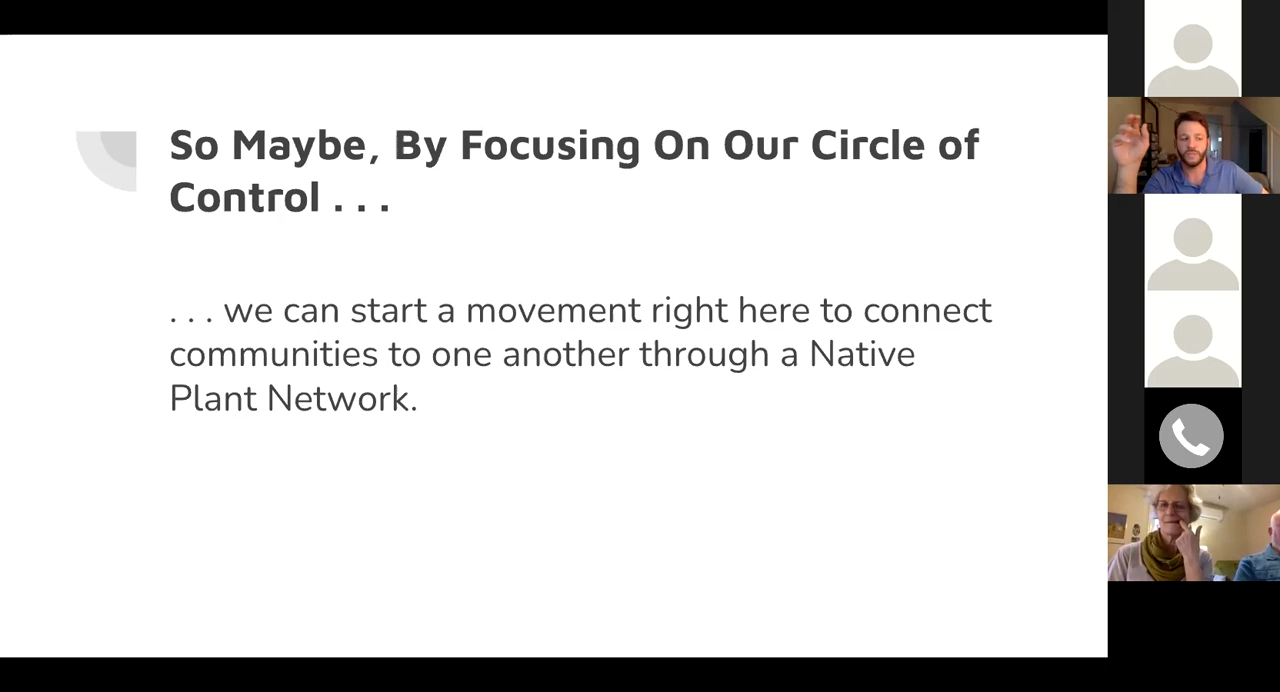 So Maybe, By Focusing On Our Circle of
Control . . .
. . . we can start a movement right here to connect
communities to one another through a Native
Plant Network.